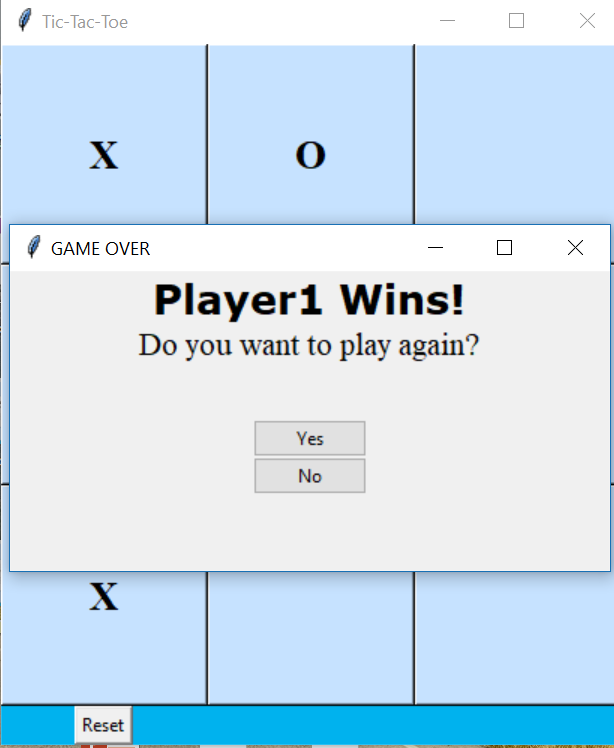 Tic-Tac-Toe
X O
GAME OVER
Player1 Wins!
Do you want to play again?
Yes
No
X
Reset